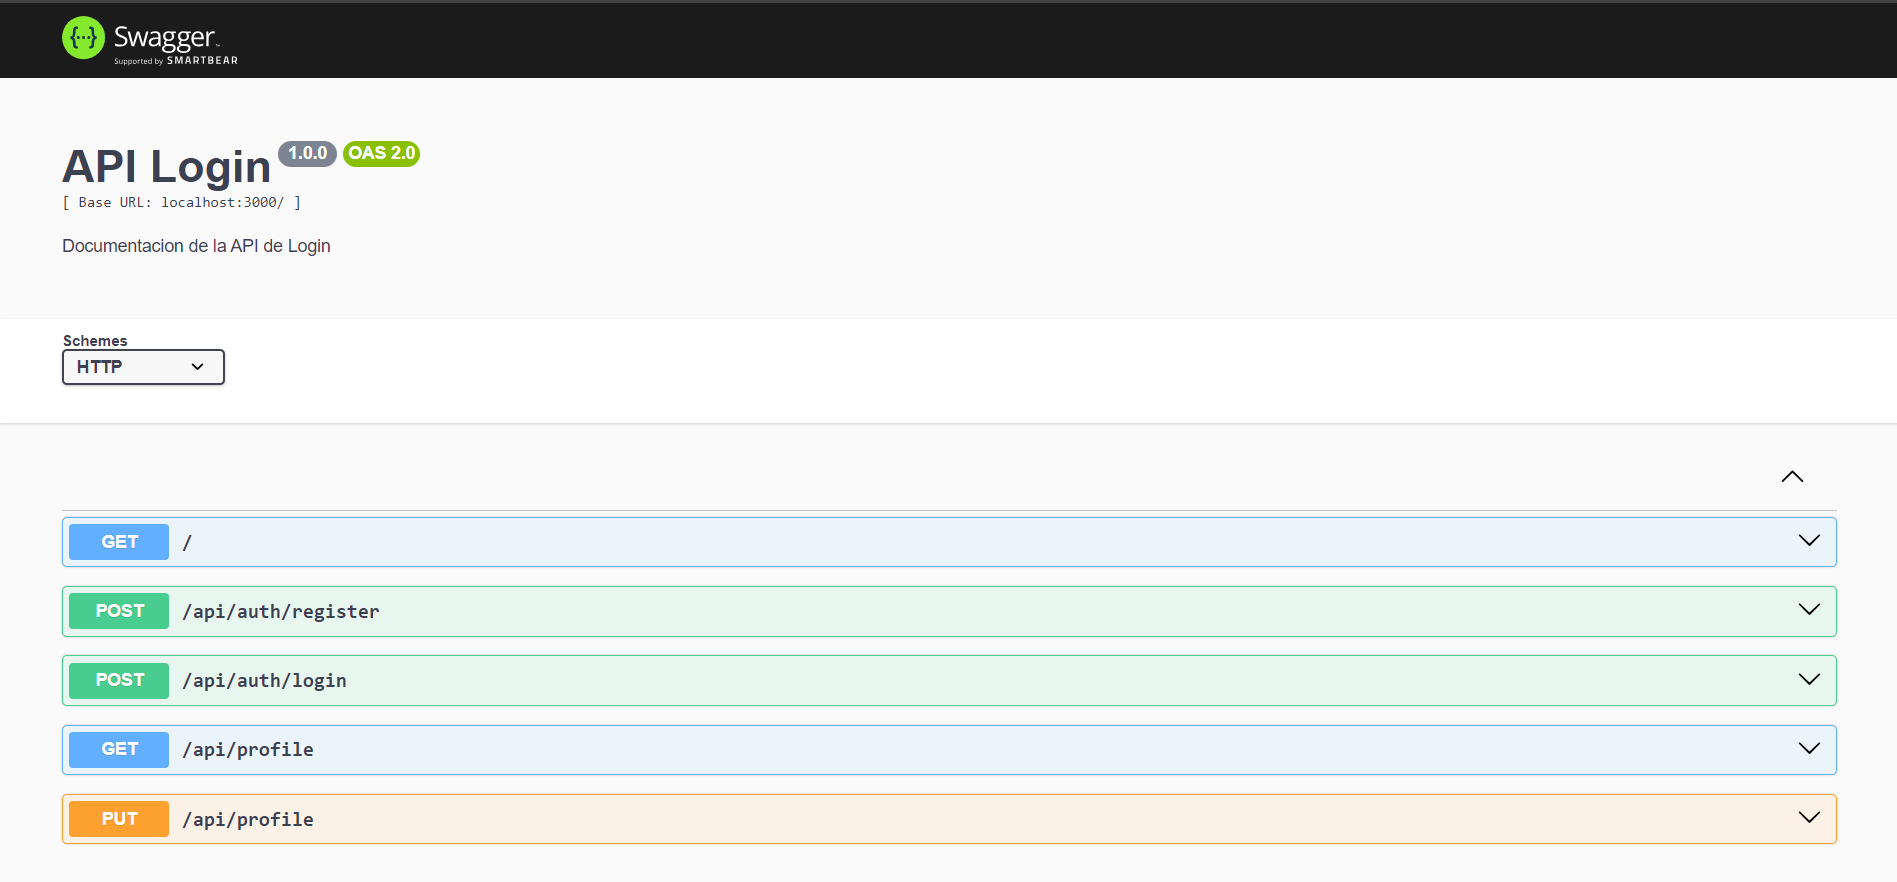 Swagger
Supported by SMARTBEAR
API Login 1.0.0 OAS 2.0
[ Base URL: localhost:3000/ ]
Documentacion de la API de Login
Schemes
HTTP
GET /
POST /api/auth/register
POST /api/auth/login
GET /api/profile
PUT /api/profile